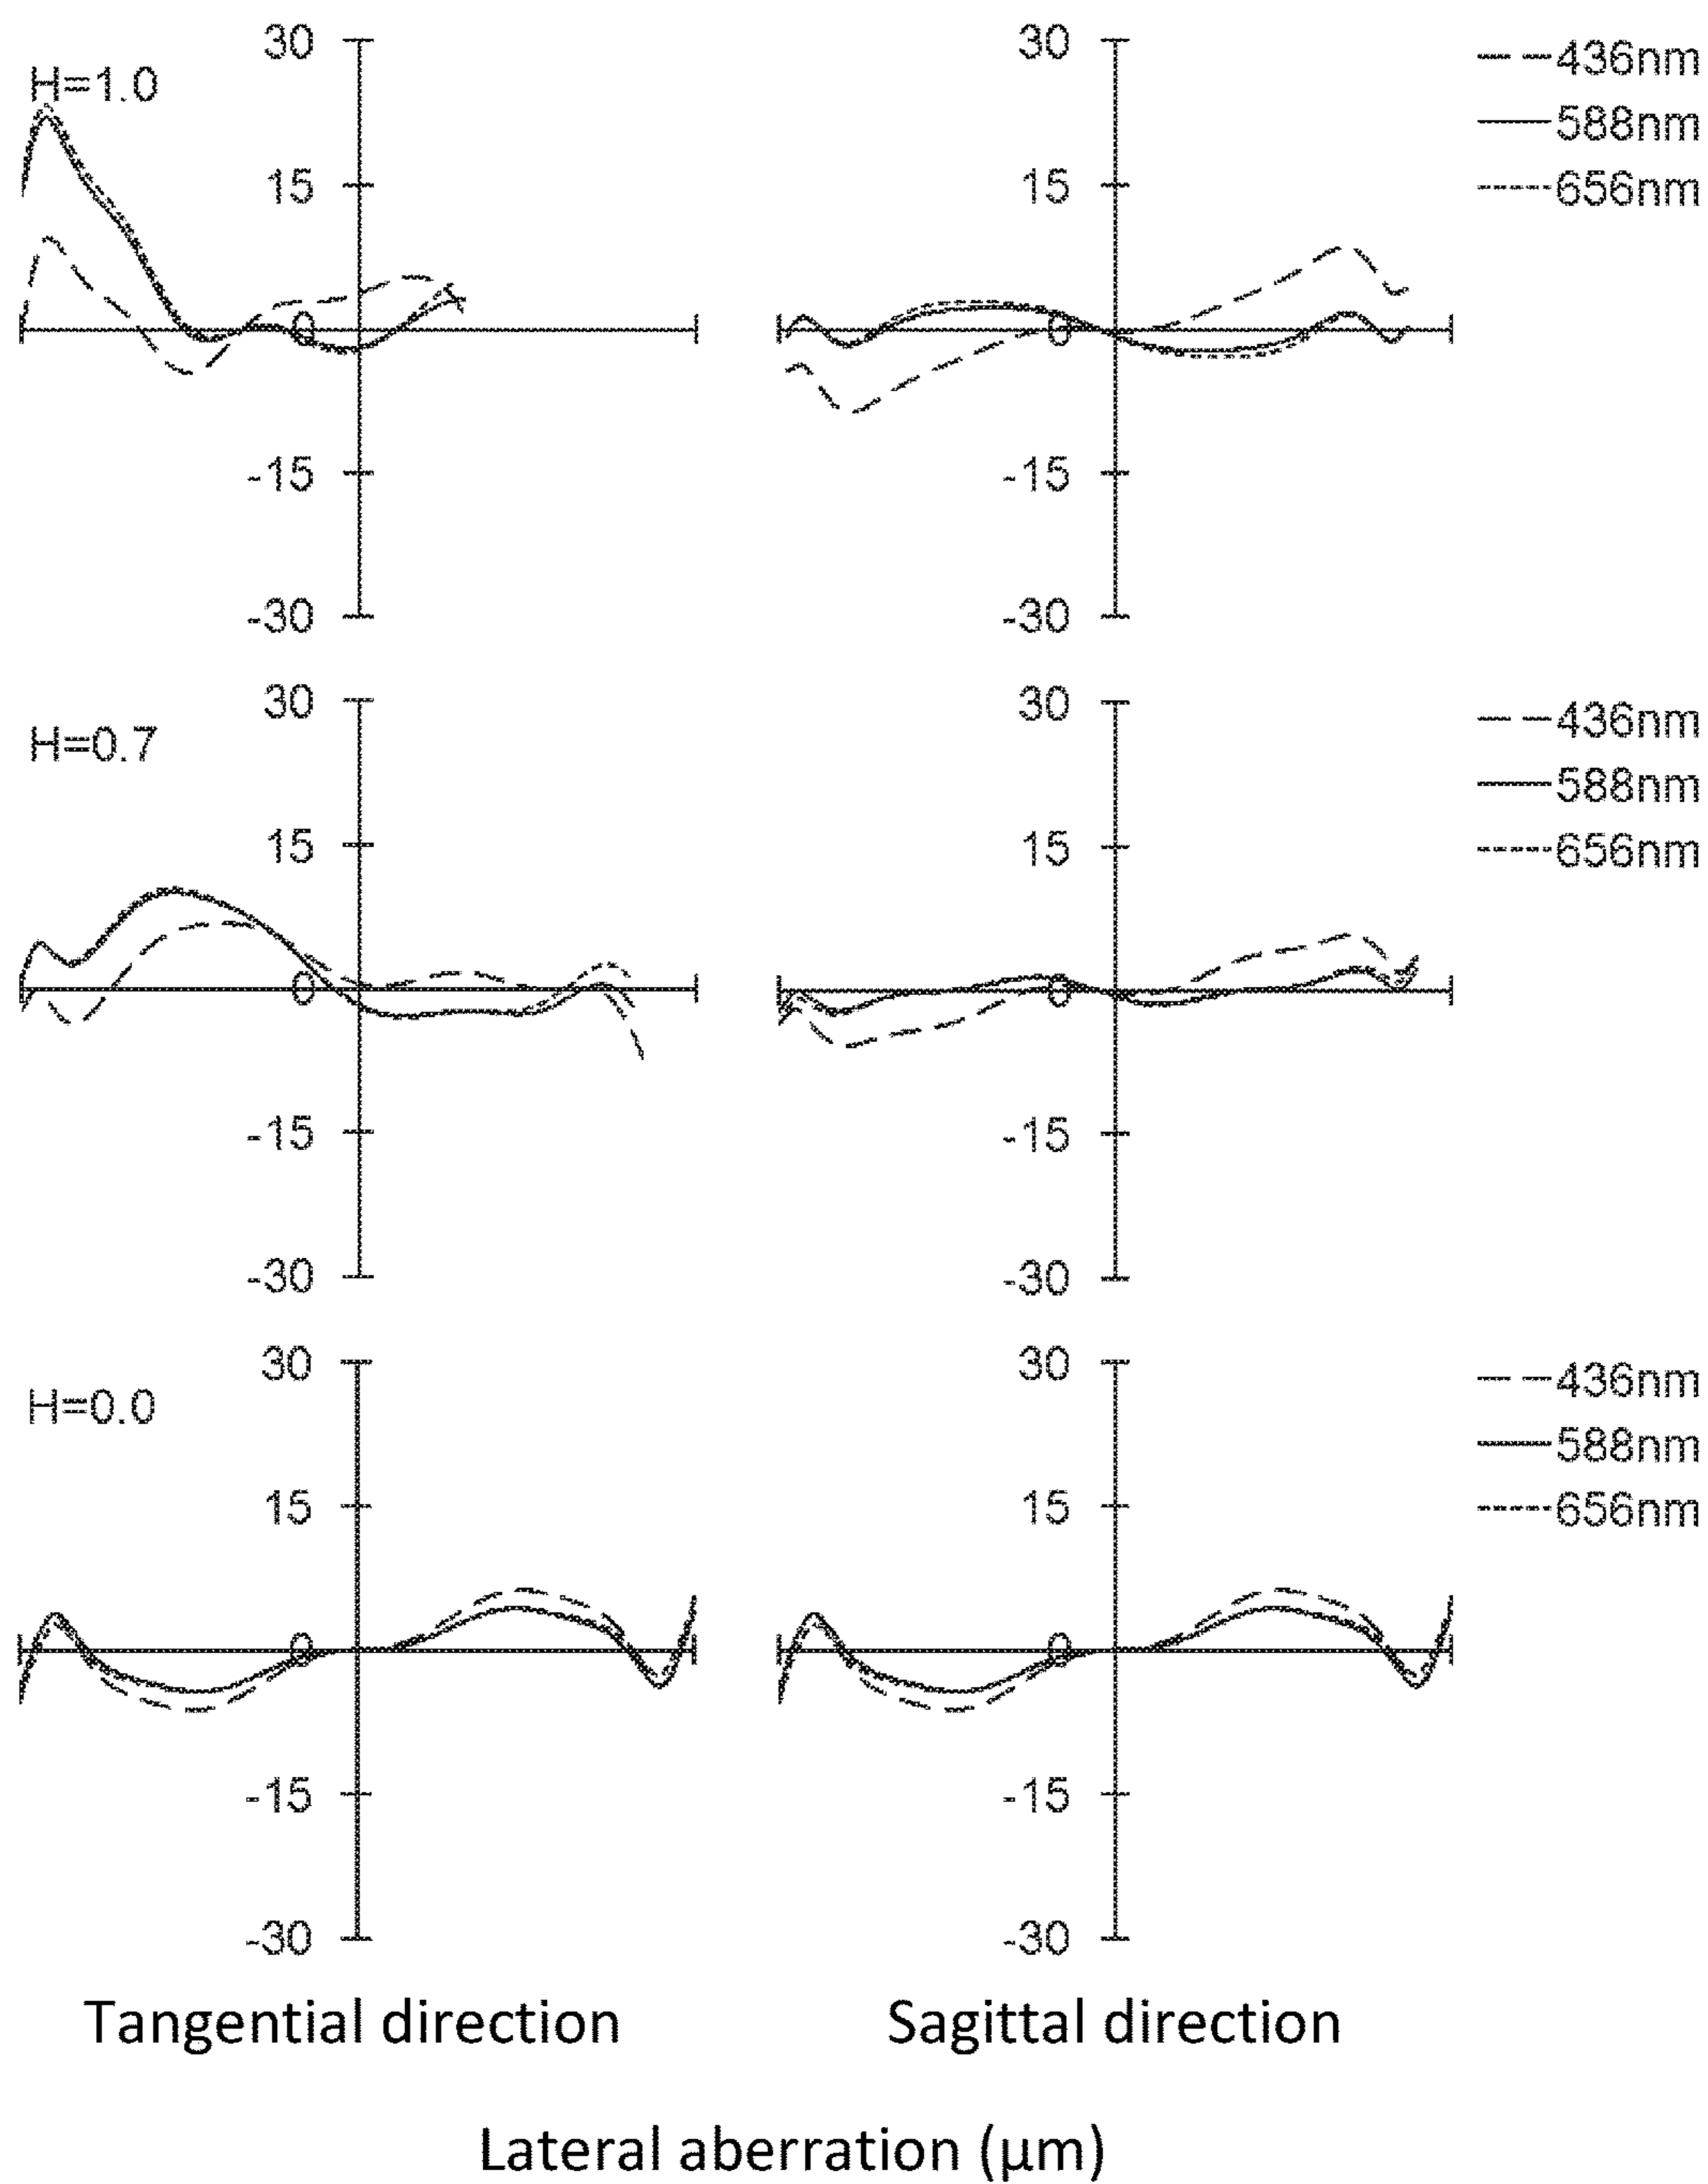 H=1.0
30
15
0
-15
-30
30
15
0
-15
-30
436nm
588nm
656nm
H=0.7
30
15
0
-15
-30
30
15
0
-15
-30
436nm
588nm
656nm
H=0.0
30
15
0
-15
-30
30
15
0
-15
-30
436nm
588nm
656nm
Tangential direction
Sagittal direction
Lateral aberration (μm)